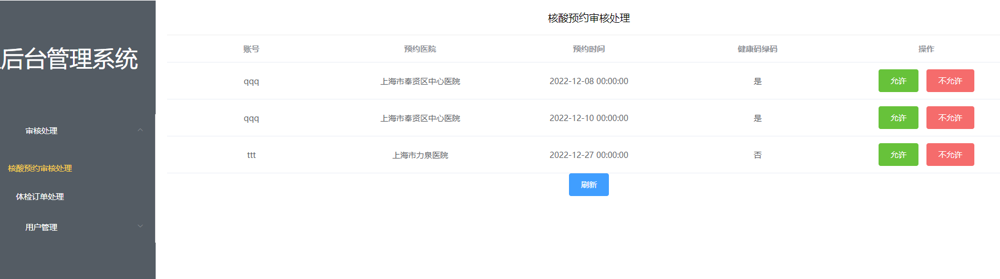 后台管理系统
审核处理
核酸预约审核处理
体检订单处理
用户管理
核酸预约审核处理
账号 预约医院 预约时间 健康码绿码 操作
qqq 上海市奉贤区中心医院 2022-12-08 00:00:00 是 允许 不允许
qqq 上海市奉贤区中心医院 2022-12-10 00:00:00 是 允许 不允许
ttt 上海市力泉医院 2022-12-27 00:00:00 否 允许 不允许
刷新